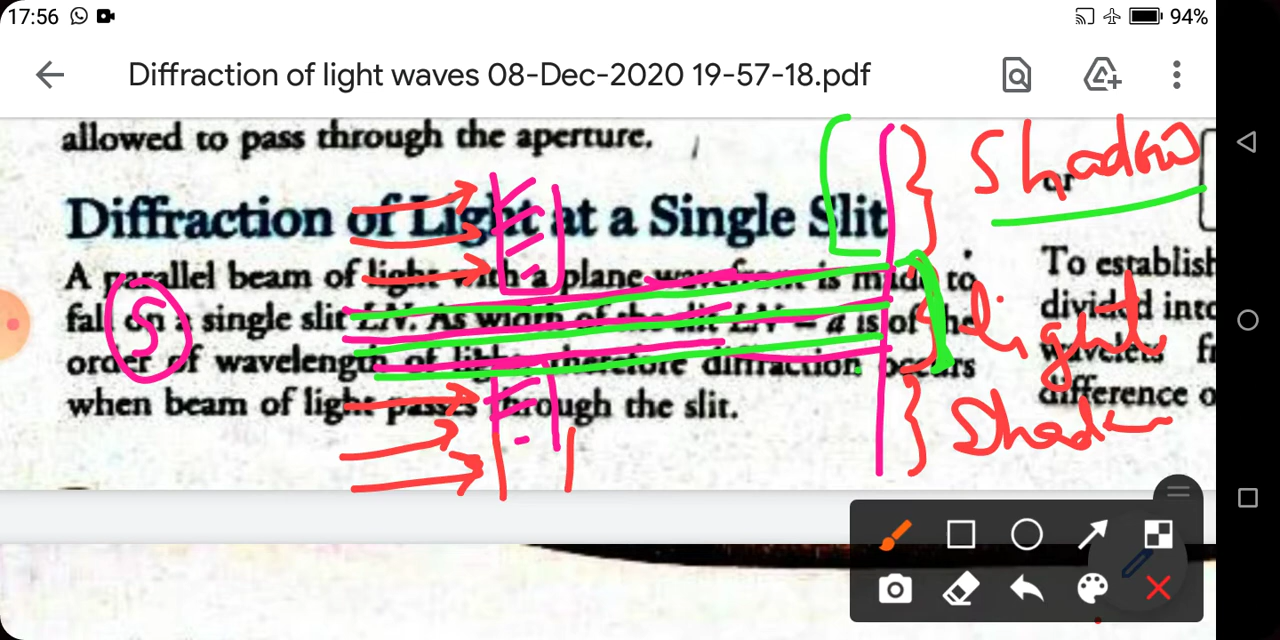 17:56 94%
Diffraction of light waves 08-Dec-2020 19-57-18.pdf
allowed to pass through the aperture.
Shadow
or
Diffraction of Light at a Single Slit
A parallel beam of light with a plane wavefront is made to
To establish
S
fall on a single slit LN. As width of the slit LN = a is of the
light
divided into
order of wavelength of light, therefore diffraction occurs
wavelets f
when beam of light passes through the slit.
difference o
Shadow